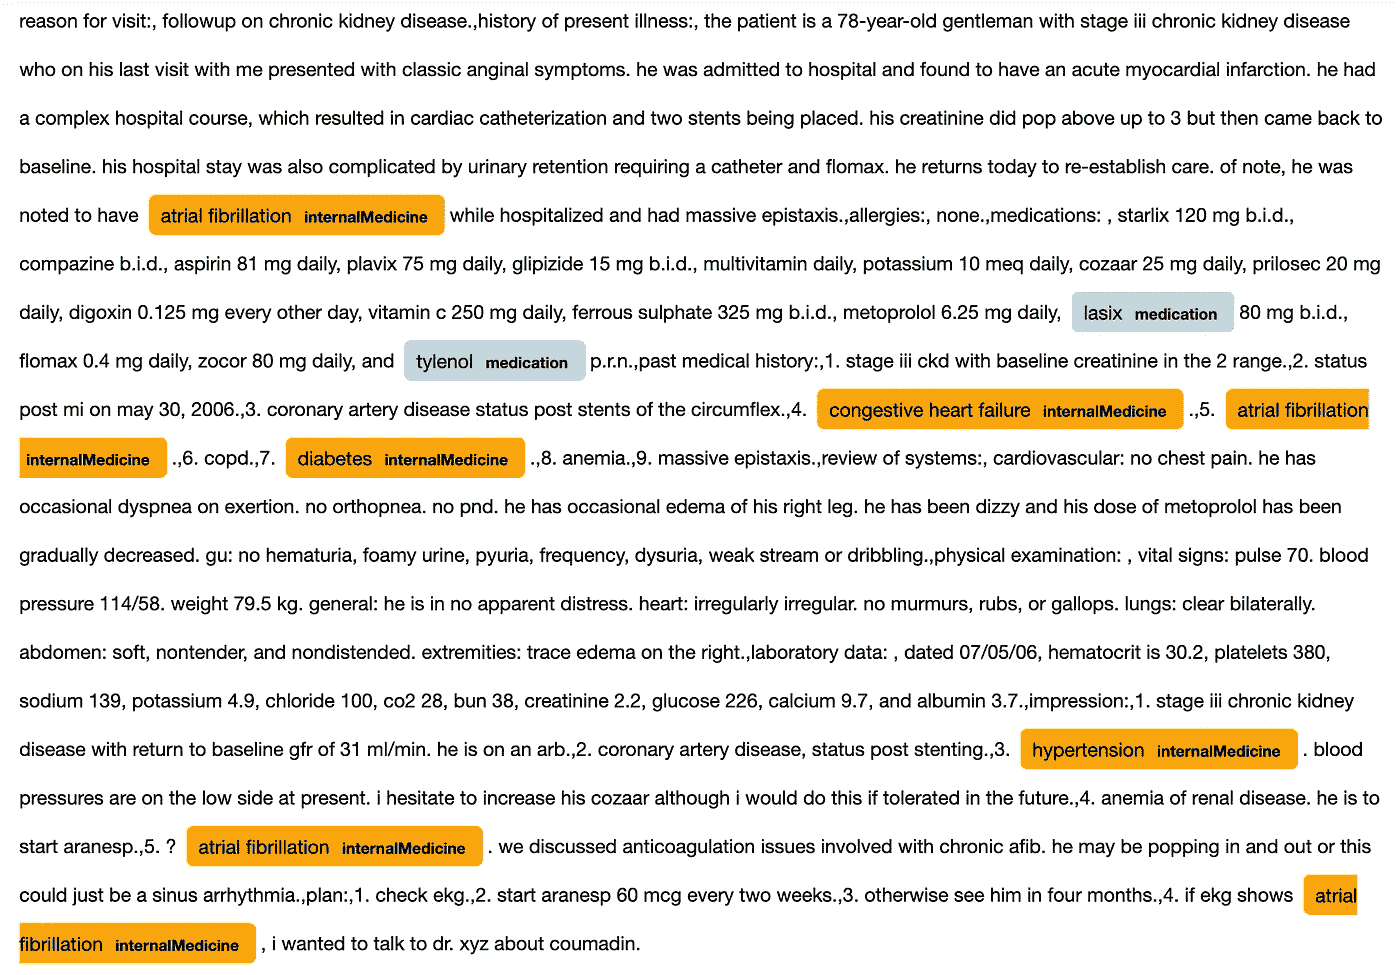 reason for visit:, followup on chronic kidney disease.,history of present illness:, the patient is a 78-year-old gentleman with stage iii chronic kidney disease
who on his last visit with me presented with classic anginal symptoms. he was admitted to hospital and found to have an acute myocardial infarction. he had
a complex hospital course, which resulted in cardiac catheterization and two stents being placed. his creatinine did pop above up to 3 but then came back to
baseline. his hospital stay was also complicated by urinary retention requiring a catheter and flomax. he returns today to re-establish care. of note, he was
noted to have atrial fibrillation internalMedicine while hospitalized and had massive epistaxis.,allergies:, none.,medications: , starlix 120 mg b.i.d.,
compazine b.i.d., aspirin 81 mg daily, plavix 75 mg daily, glipizide 15 mg b.i.d., multivitamin daily, potassium 10 meq daily, cozaar 25 mg daily, prilosec 20 mg
daily, digoxin 0.125 mg every other day, vitamin c 250 mg daily, ferrous sulphate 325 mg b.i.d., metoprolol 6.25 mg daily, lasix medication 80 mg b.i.d.,
flomax 0.4 mg daily, zocor 80 mg daily, and tylenol medication p.r.n.,past medical history:,1. stage iii ckd with baseline creatinine in the 2 range.,2. status
post mi on may 30, 2006.,3. coronary artery disease status post stents of the circumflex.,4. congestive heart failure internalMedicine .,5. atrial fibrillation
internalMedicine .,6. copd.,7. diabetes internalMedicine .,8. anemia.,9. massive epistaxis.,review of systems:, cardiovascular: no chest pain. he has
occasional dyspnea on exertion. no orthopnea. no pnd. he has occasional edema of his right leg. he has been dizzy and his dose of metoprolol has been
gradually decreased. gu: no hematuria, foamy urine, pyuria, frequency, dysuria, weak stream or dribbling.,physical examination: , vital signs: pulse 70. blood
pressure 114/58. weight 79.5 kg. general: he is in no apparent distress. heart: irregularly irregular. no murmurs, rubs, or gallops. lungs: clear bilaterally.
abdomen: soft, nontender, and nondistended. extremities: trace edema on the right.,laboratory data: , dated 07/05/06, hematocrit is 30.2, platelets 380,
sodium 139, potassium 4.9, chloride 100, co2 28, bun 38, creatinine 2.2, glucose 226, calcium 9.7, and albumin 3.7.,impression:,1. stage iii chronic kidney
disease with return to baseline gfr of 31 ml/min. he is on an arb.,2. coronary artery disease, status post stenting.,3. hypertension internalMedicine . blood
pressures are on the low side at present. i hesitate to increase his cozaar although i would do this if tolerated in the future.,4. anemia of renal disease. he is to
start aranesp.,5. ? atrial fibrillation internalMedicine . we discussed anticoagulation issues involved with chronic afib. he may be popping in and out or this
could just be a sinus arrhythmia.,plan:,1. check ekg.,2. start aranesp 60 mcg every two weeks.,3. otherwise see him in four months.,4. if ekg shows atrial
fibrillation internalMedicine , i wanted to talk to dr. xyz about coumadin.